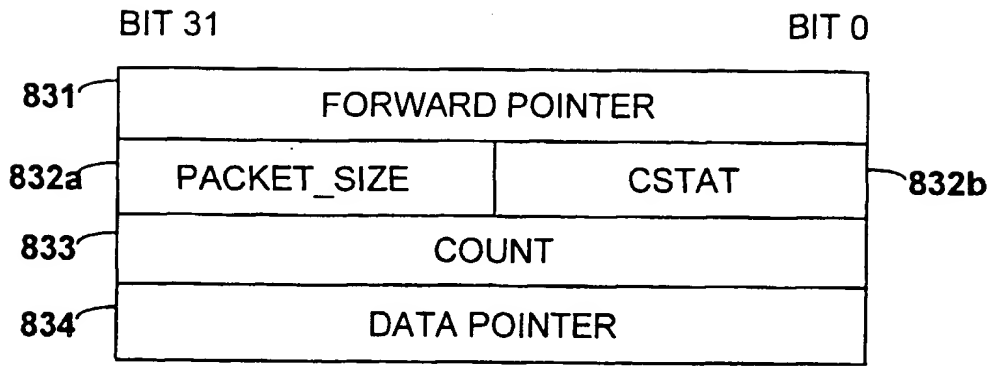 BIT 31 BIT 0
831 FORWARD POINTER
832a PACKET_SIZE CSTAT 832b
833 COUNT
834 DATA POINTER